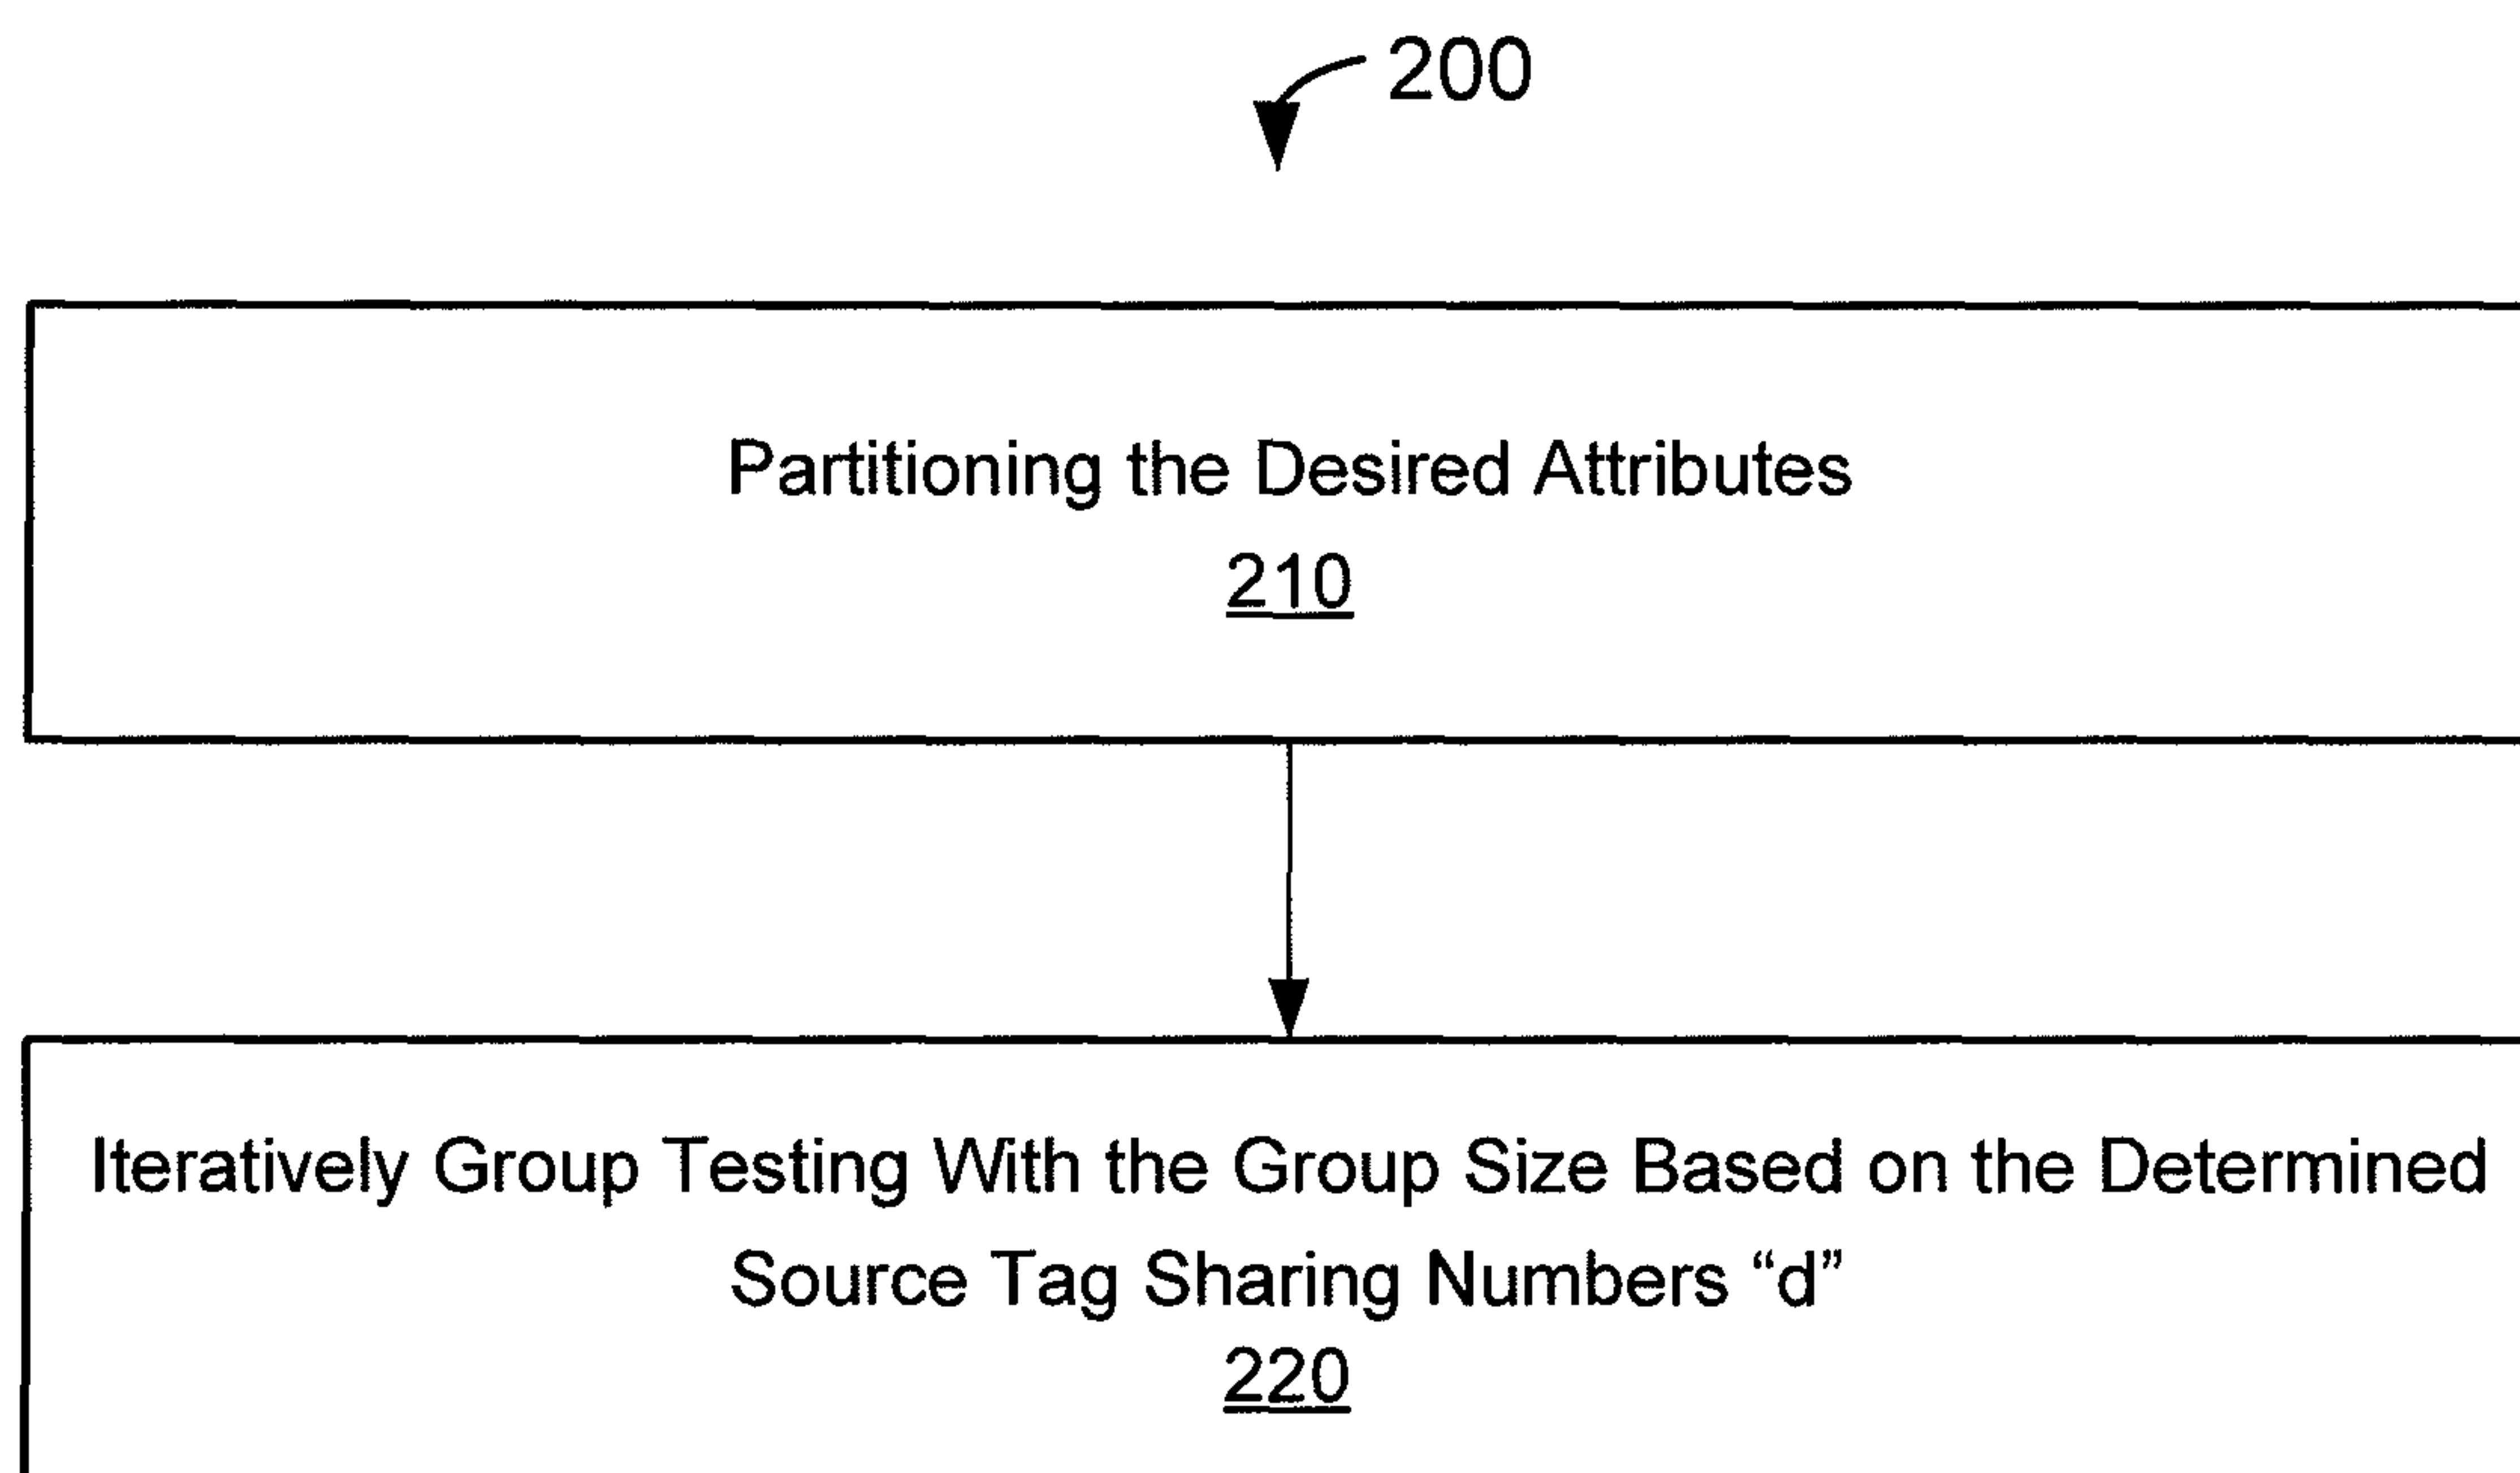 200
Partitioning the Desired Attributes
210
Iteratively Group Testing With the Group Size Based on the Determined
Source Tag Sharing Numbers “d”
220